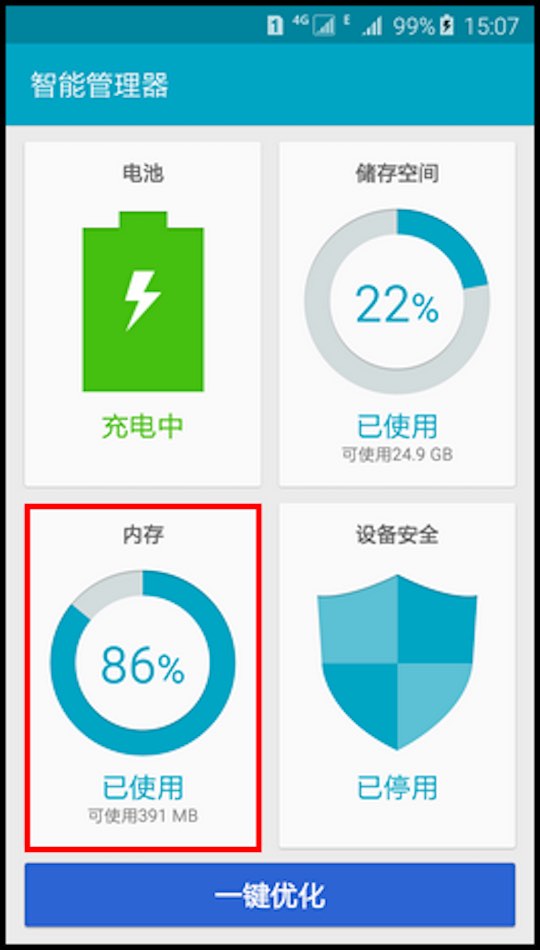 1 4G E 99% 15:07
智能管理器
电池
充电中
储存空间
22%
已使用
可使用24.9 GB
内存
86%
已使用
可使用391 MB
设备安全
已停用
一键优化